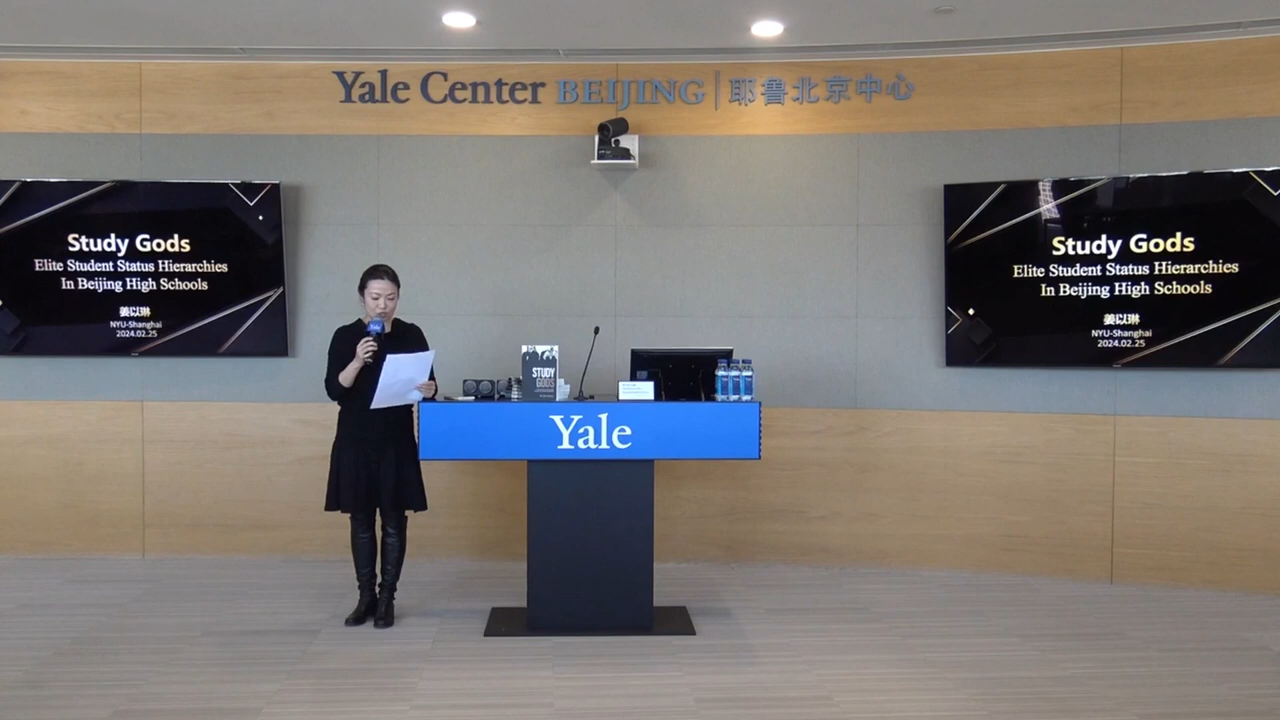 Yale Center BEIJING | 耶鲁北京中心
Study Gods
Elite Student Status Hierarchies
In Beijing High Schools
姜以琳
NYU-Shanghai
2024.02.25
Study Gods
Elite Student Status Hierarchies
In Beijing High Schools
姜以琳
NYU-Shanghai
2024.02.25
STUDY
GODS
Yale